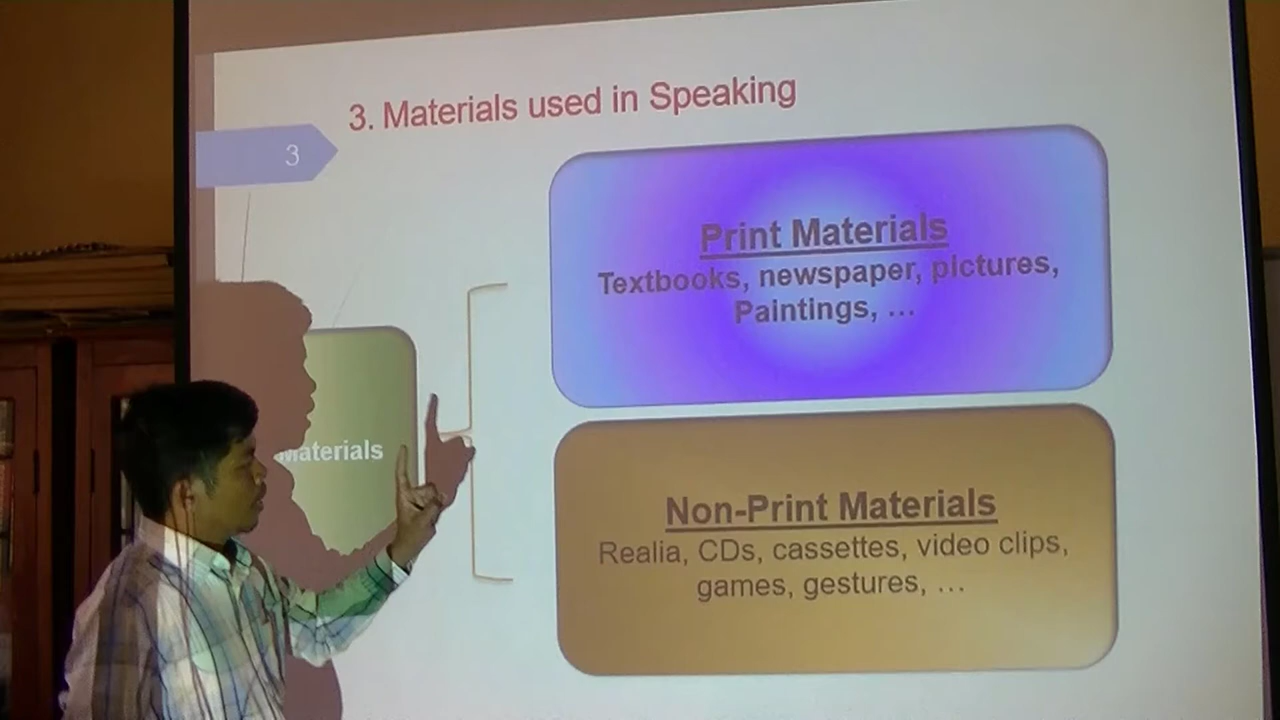 3. Materials used in Speaking
3
Materials
Print Materials
Textbooks, newspaper, pictures,
Paintings, ...
Non-Print Materials
Realia, CDs, cassettes, video clips,
games, gestures, ...